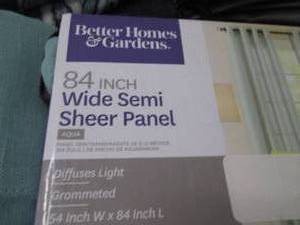 Better Homes
& Gardens
84 INCH
Wide Semi
Sheer Panel
AQUA
Diffuses Light
Grommeted
54 Inch W x 84 Inch L